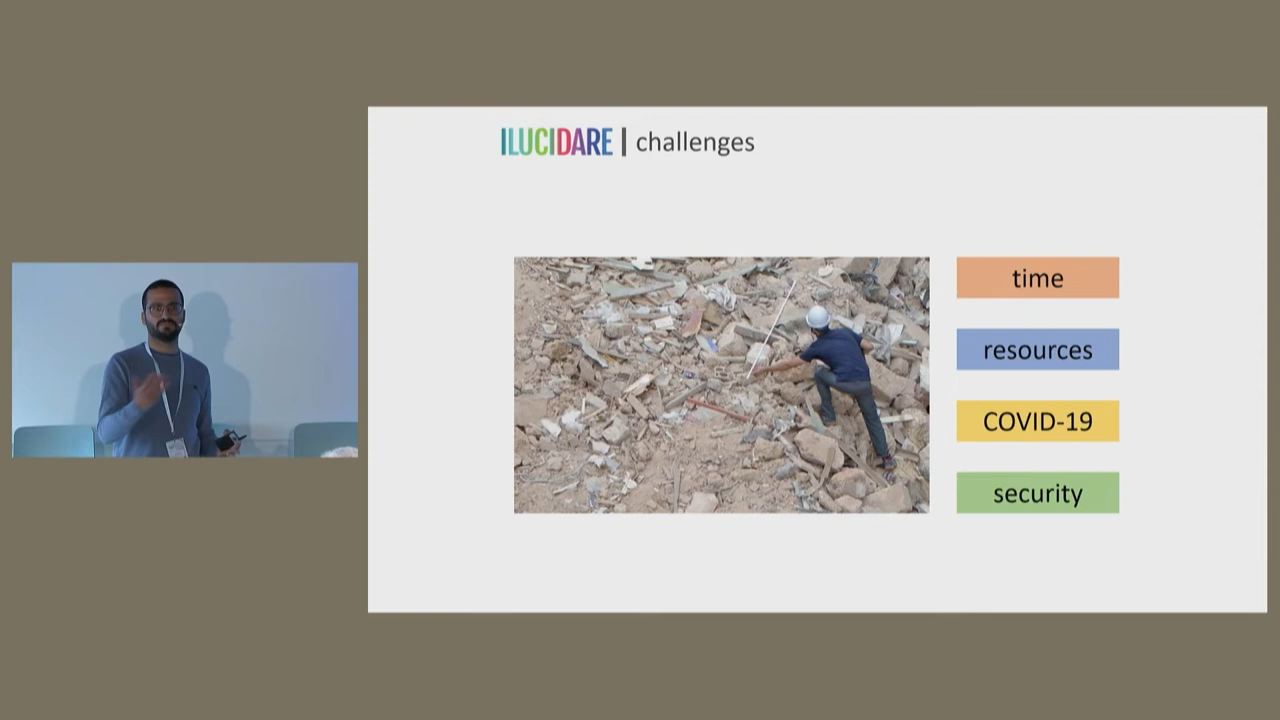 ILUCIDARE | challenges
time
resources
COVID-19
security